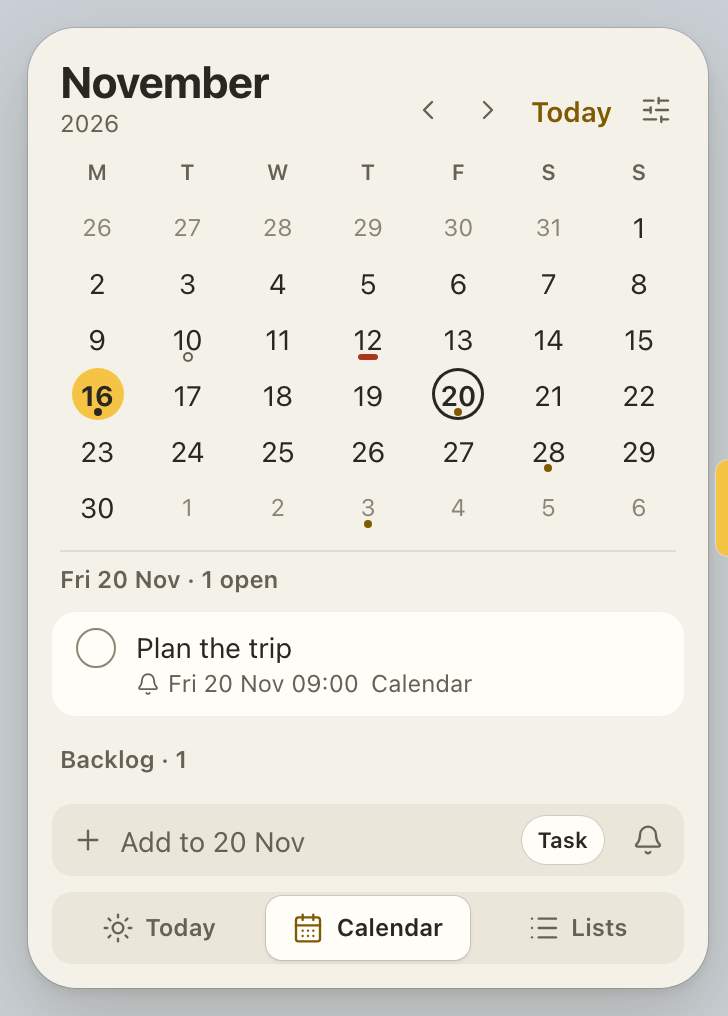 November
2026
Today
M T W T F S S
26 27 28 29 30 31 1
2 3 4 5 6 7 8
9 10 11 12 13 14 15
16 17 18 19 20 21 22
23 24 25 26 27 28 29
30 1 2 3 4 5 6
Fri 20 Nov · 1 open
Plan the trip
Fri 20 Nov 09:00 Calendar
Backlog · 1
Add to 20 Nov Task
Today Calendar Lists